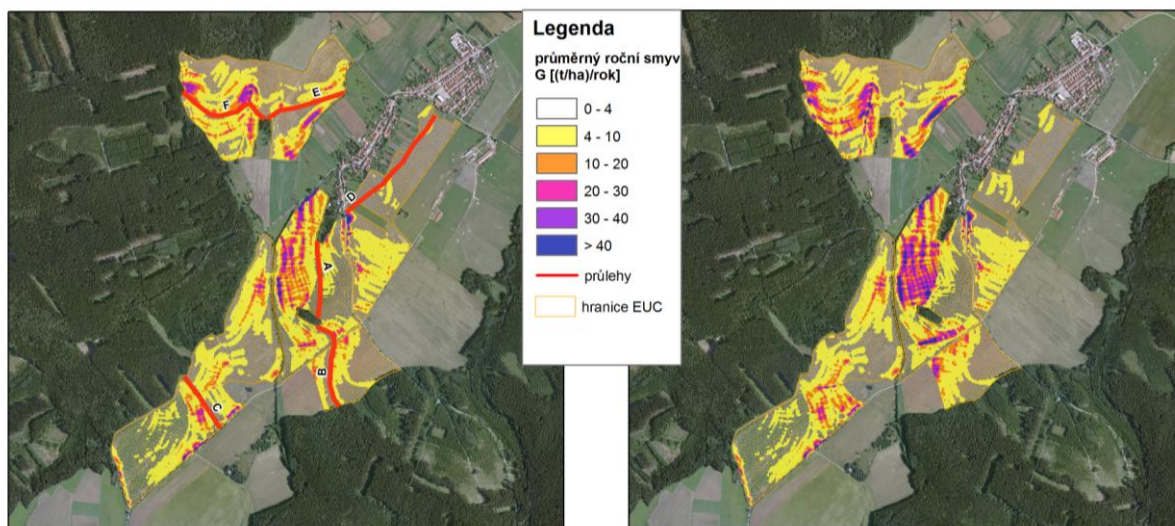 Legenda
průměrný roční smyv
G [(t/ha)/rok]
0 - 4
4 - 10
10 - 20
20 - 30
30 - 40
> 40
průlehy
hranice EUC
F
E
D
A
B
C